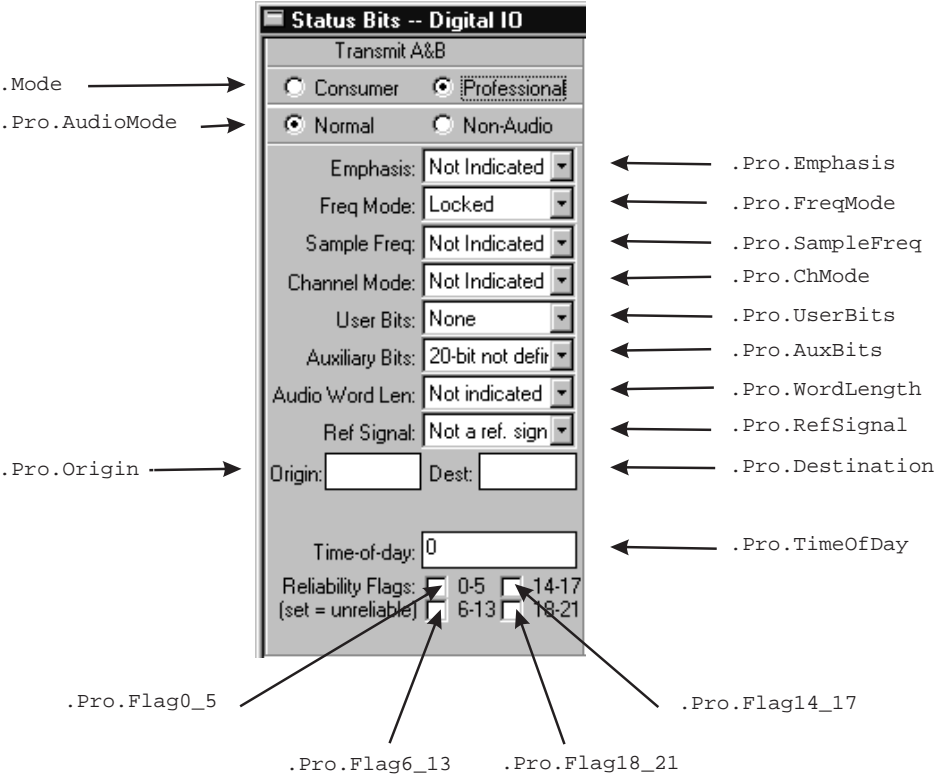 Status Bits -- Digital IO
Transmit A&B
.Mode
Consumer Professional
.Pro.AudioMode
Normal Non-Audio
Emphasis: Not Indicated .Pro.Emphasis
Freq Mode: Locked .Pro.FreqMode
Sample Freq: Not Indicated .Pro.SampleFreq
Channel Mode: Not Indicated .Pro.ChMode
User Bits: None .Pro.UserBits
Auxiliary Bits: 20-bit not defir .Pro.AuxBits
Audio Word Len: Not indicated .Pro.WordLength
Ref Signal: Not a ref. sign .Pro.RefSignal
.Pro.Origin Origin: Dest: .Pro.Destination
Time-of-day: 0 .Pro.TimeOfDay
Reliability Flags: 0-5 14-17
(set = unreliable) 6-13 18-21
.Pro.Flag0_5 .Pro.Flag14_17
.Pro.Flag6_13 .Pro.Flag18_21